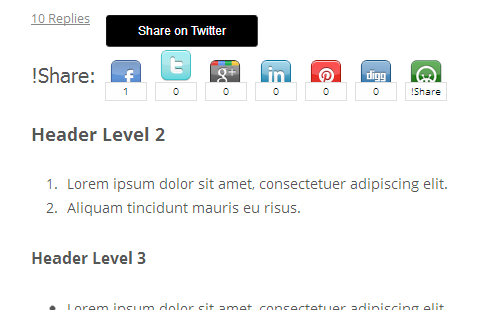 10 Replies
Share on Twitter
!Share:
f t g+ in p digg
1 0 0 0 0 0 !Share
Header Level 2
1. Lorem ipsum dolor sit amet, consectetuer adipiscing elit.
2. Aliquam tincidunt mauris eu risus.
Header Level 3
• Lorem ipsum dolor sit amet, consectetuer adipiscing elit.